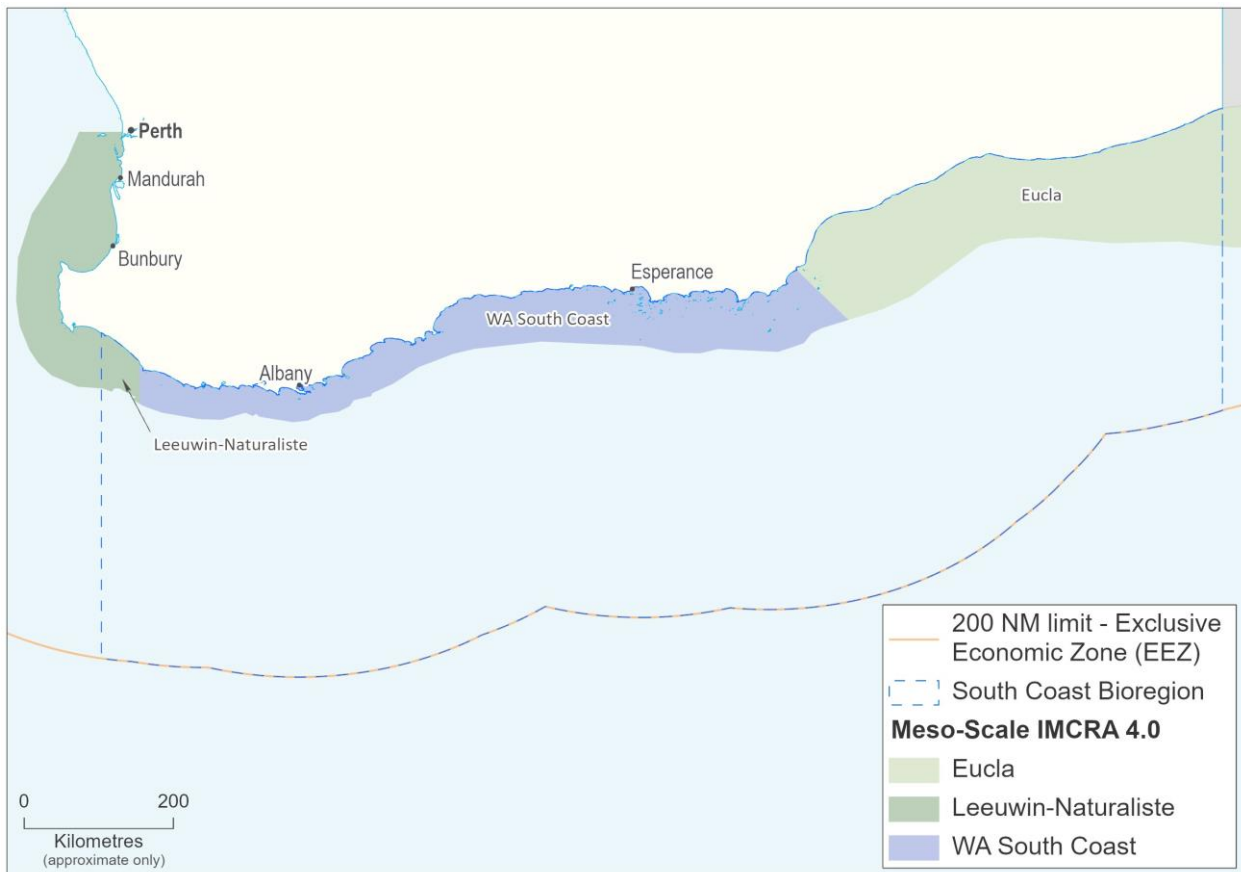 Perth
Mandurah
Bunbury
Eucla
Esperance
WA South Coast
Albany
Leeuwin-Naturaliste
200 NM limit - Exclusive
Economic Zone (EEZ)
South Coast Bioregion
Meso-Scale IMCRA 4.0
Eucla
Leeuwin-Naturaliste
WA South Coast
0 200
Kilometres
(approximate only)